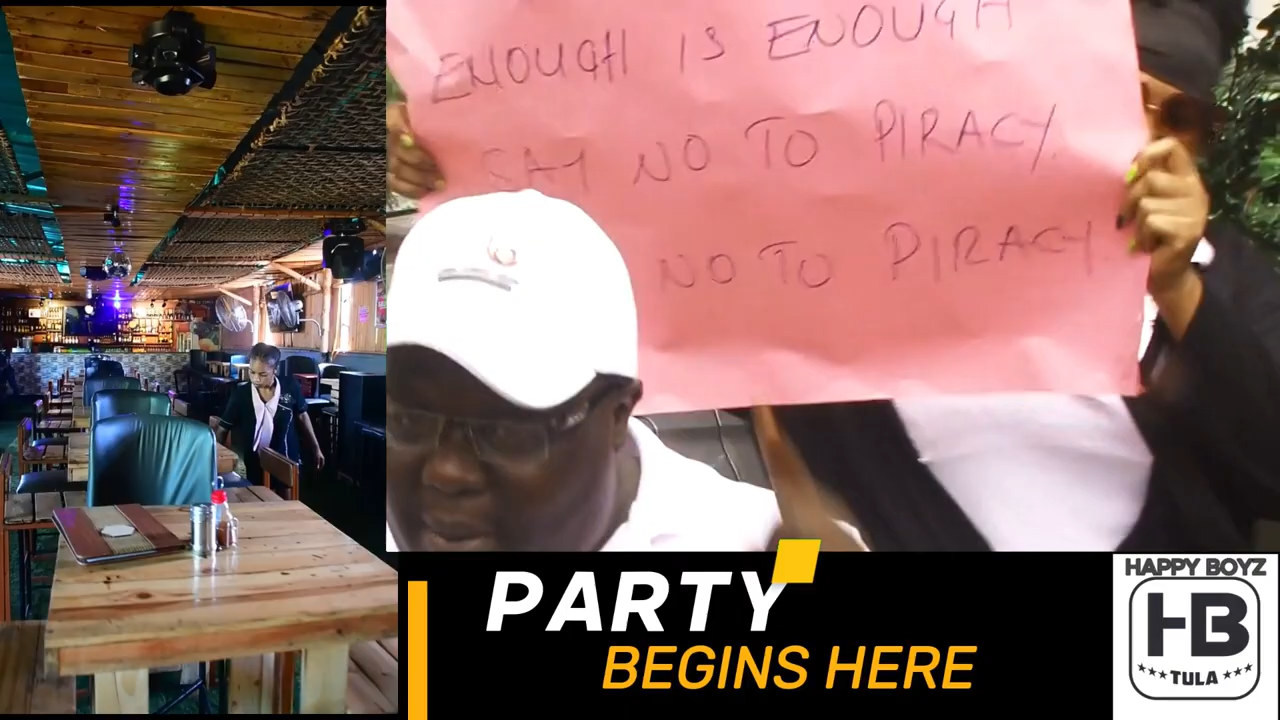 ENOUGH IS ENOUGH
SAY NO TO PIRACY.
NO TO PIRACY.
PARTY
BEGINS HERE
HAPPY BOYZ
HB
TULA